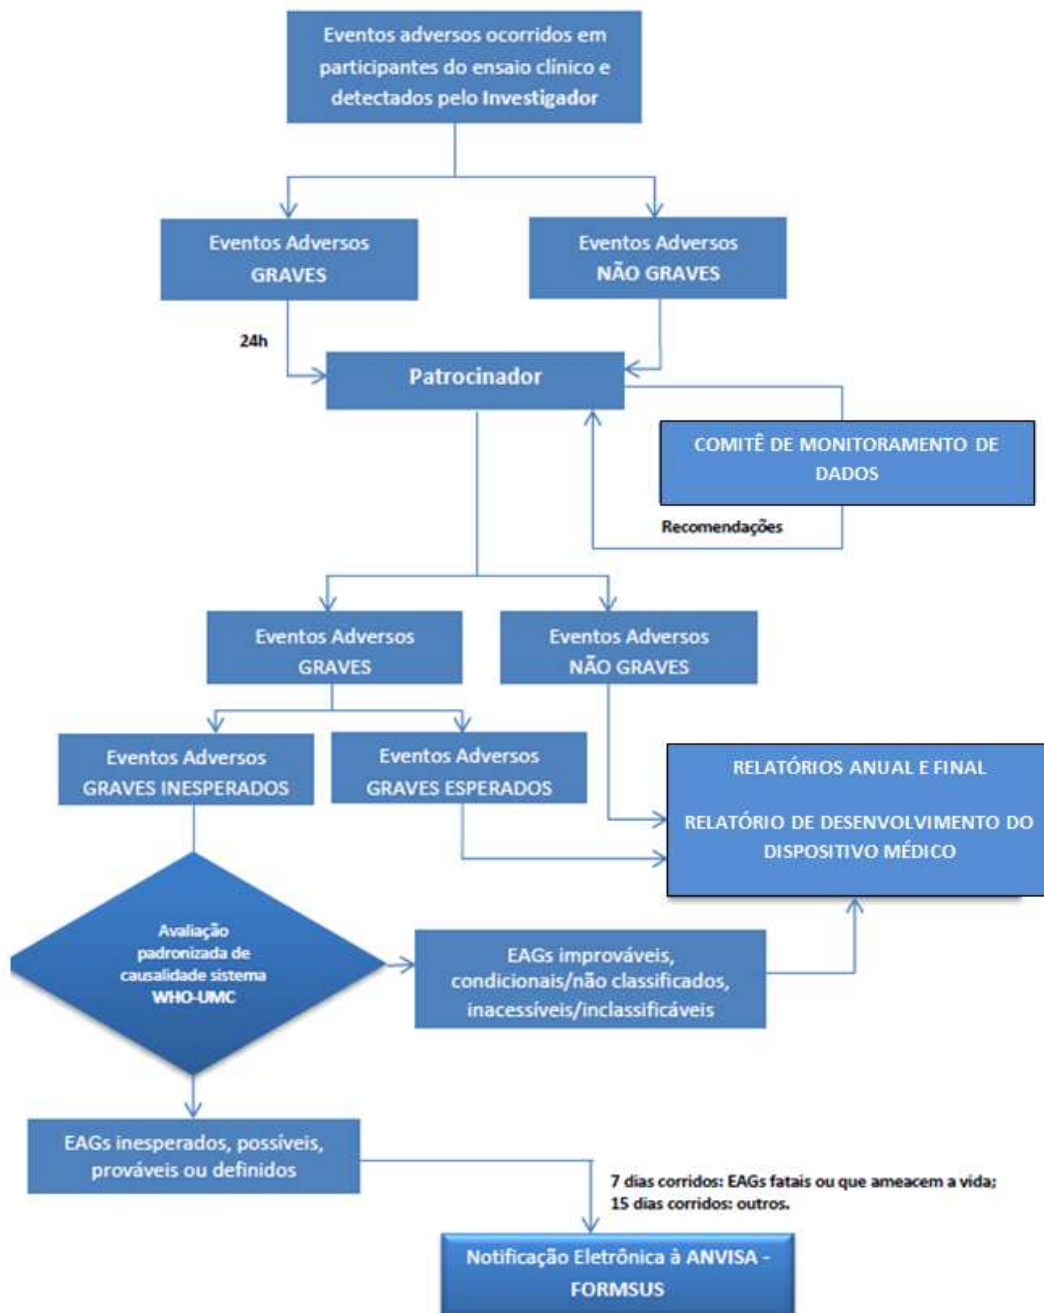 Eventos adversos ocorridos em
participantes do ensaio clínico e
detectados pelo Investigador
Eventos Adversos
GRAVES
Eventos Adversos
NÃO GRAVES
24h
Patrocinador
COMITÊ DE MONITORAMENTO DE
DADOS
Recomendações
Eventos Adversos
GRAVES
Eventos Adversos
NÃO GRAVES
Eventos Adversos
GRAVES INESPERADOS
Eventos Adversos
GRAVES ESPERADOS
RELATÓRIOS ANUAL E FINAL
RELATÓRIO DE DESENVOLVIMENTO DO
DISPOSITIVO MÉDICO
Avaliação
padronizada de
causalidade sistema
WHO-UMC
EAGs improváveis,
condicionais/não classificados,
inacessíveis/inclassificáveis
EAGs inesperados, possíveis,
prováveis ou definidos
7 dias corridos: EAGs fatais ou que ameacem a vida;
15 dias corridos: outros.
Notificação Eletrônica à ANVISA -
FORMSUS